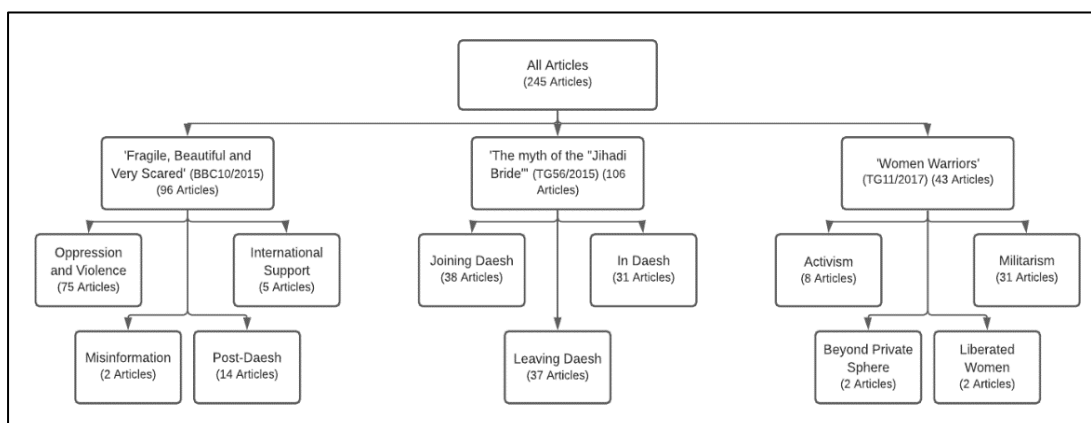 All Articles
(245 Articles)
'Fragile, Beautiful and
Very Scared' (BBC10/2015)
(96 Articles)
'The myth of the "Jihadi
Bride"' (TG56/2015) (106
Articles)
'Women Warriors'
(TG11/2017) (43 Articles)
Oppression
and Violence
(75 Articles)
International
Support
(5 Articles)
Joining Daesh
(38 Articles)
In Daesh
(31 Articles)
Activism
(8 Articles)
Militarism
(31 Articles)
Misinformation
(2 Articles)
Post-Daesh
(14 Articles)
Leaving Daesh
(37 Articles)
Beyond Private
Sphere
(2 Articles)
Liberated
Women
(2 Articles)